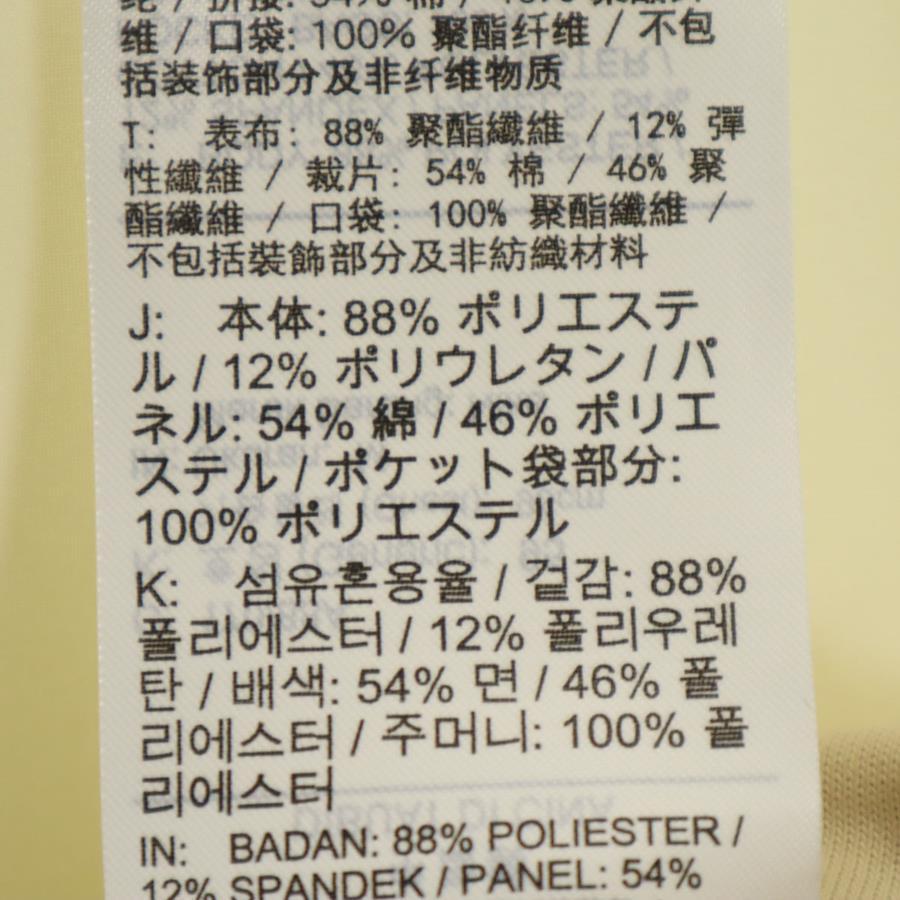 维 / 口袋: 100% 聚酯纤维 / 不包
括装饰部分及非纤维物质
T: 表布: 88% 聚酯纖維 / 12% 彈
性纖維 / 裁片: 54% 棉 / 46% 聚
酯纖維 / 口袋: 100% 聚酯纖維 /
不包括裝飾部分及非紡織材料
J: 本体: 88% ポリエステ
ル / 12% ポリウレタン / パ
ネル: 54% 綿 / 46% ポリエ
ステル / ポケット袋部分:
100% ポリエステル
K: 섬유혼용율 / 겉감: 88%
폴리에스터 / 12% 폴리우레
탄 / 배색: 54% 면 / 46% 폴
리에스터 / 주머니: 100% 폴
리에스터
IN: BADAN: 88% POLIESTER /
12% SPANDEK / PANEL: 54%